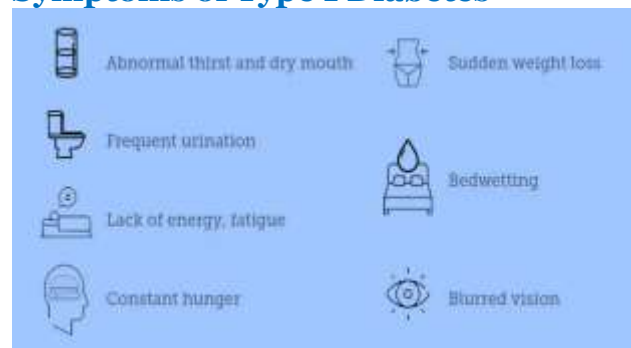 Symptoms of Type I Diabetes
Abnormal thirst and dry mouth
Frequent urination
Lack of energy, fatigue
Constant hunger
Sudden weight loss
Bedwetting
Blurred vision